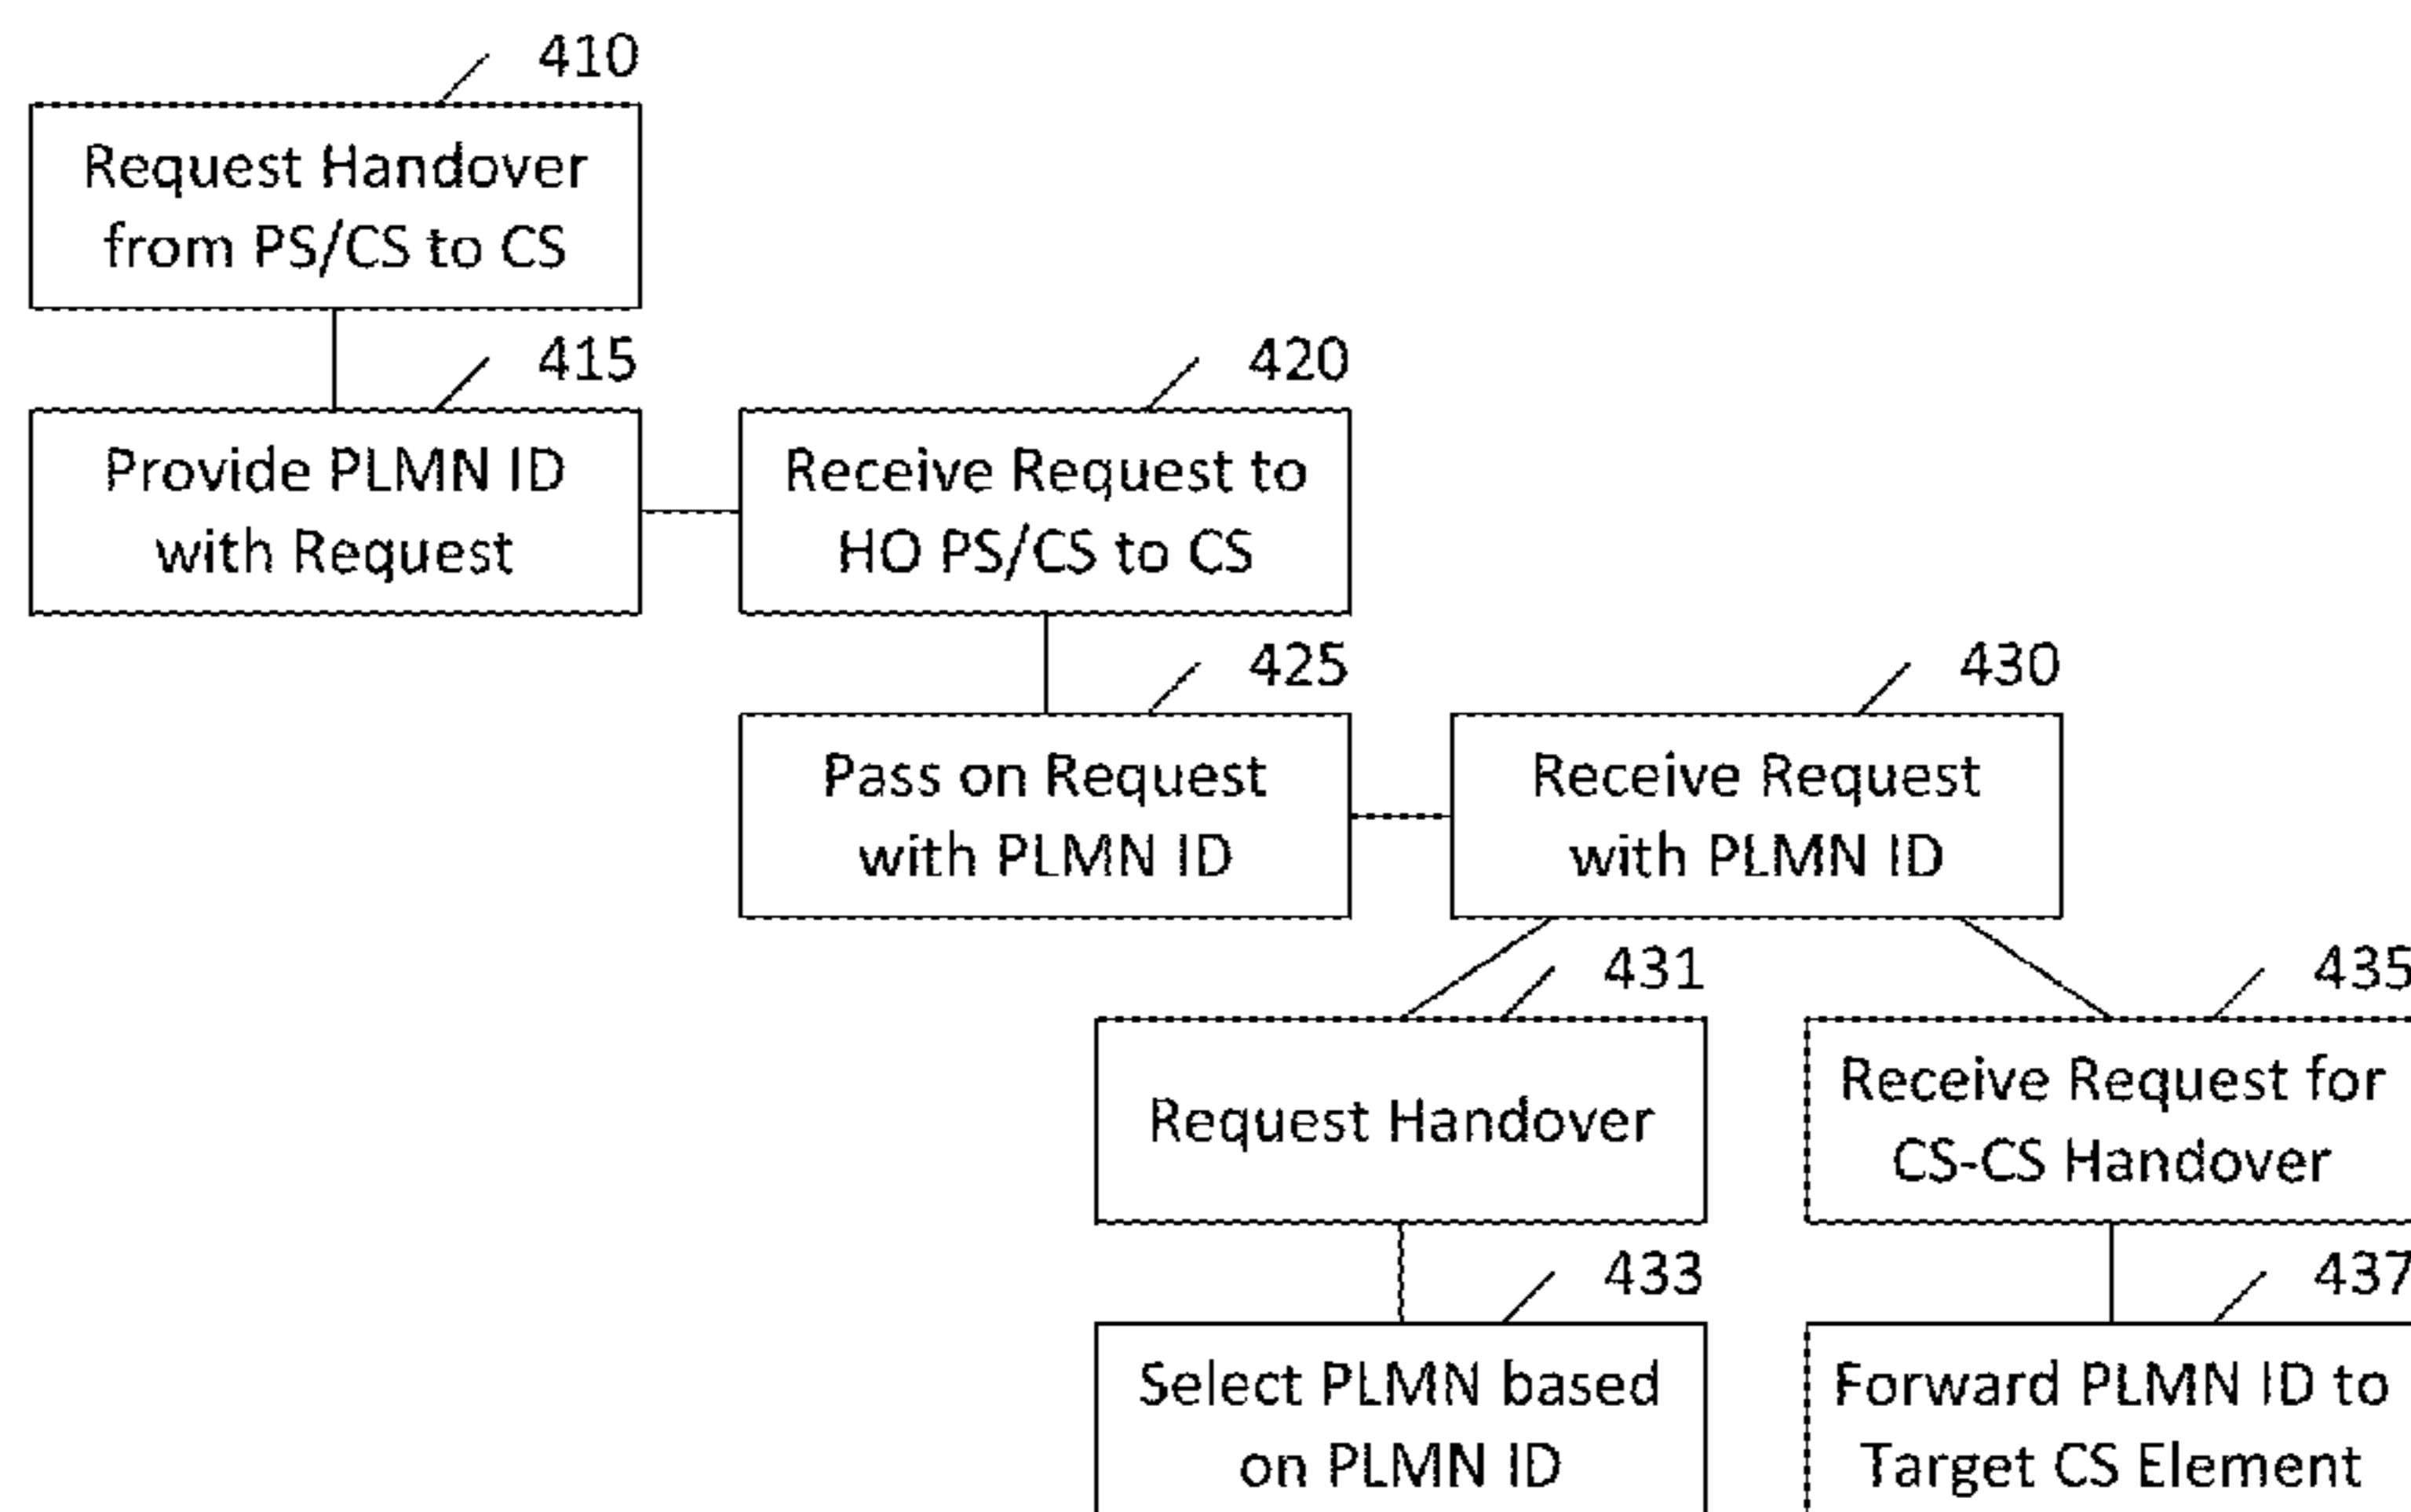 410
Request Handover
from PS/CS to CS
415
Provide PLMN ID
with Request
420
Receive Request to
HO PS/CS to CS
425
Pass on Request
with PLMN ID
430
Receive Request
with PLMN ID
431
Request Handover
435
Receive Request for
CS-CS Handover
433
Select PLMN based
on PLMN ID
437
Forward PLMN ID to
Target CS Element